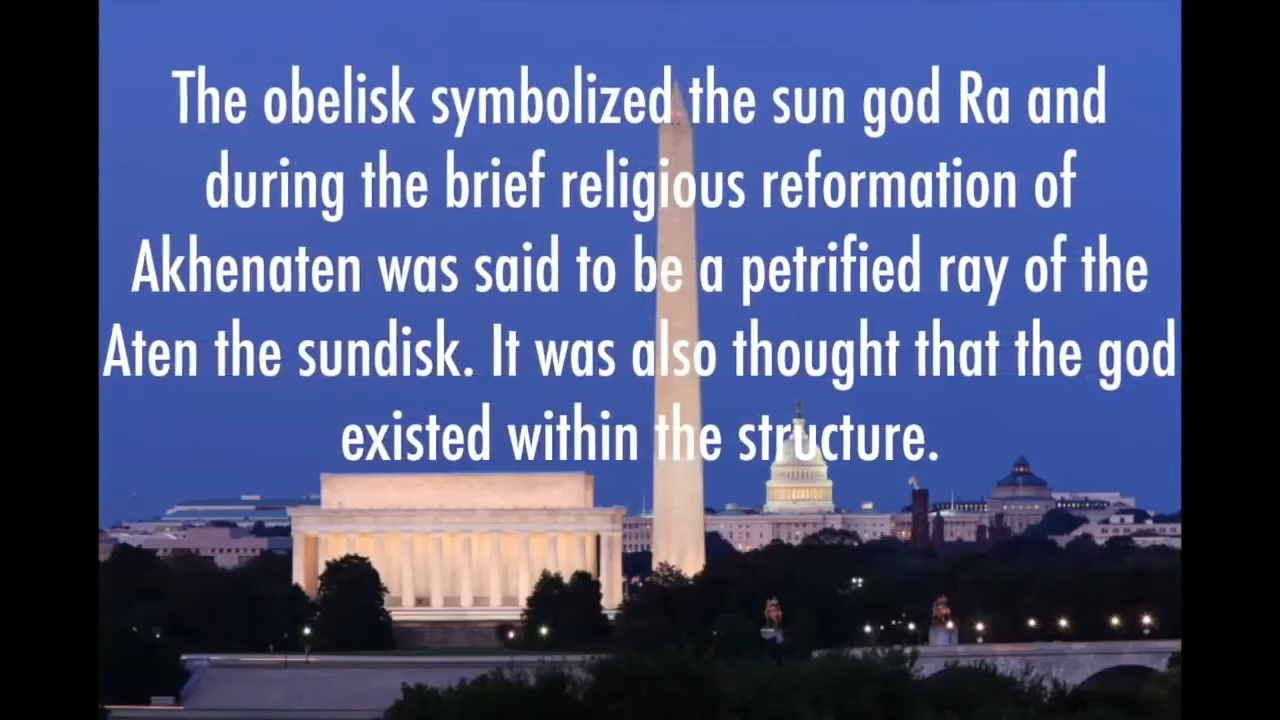 The obelisk symbolized the sun god Ra and
during the brief religious reformation of
Akhenaten was said to be a petrified ray of the
Aten the sundisk. It was also thought that the god
existed within the structure.